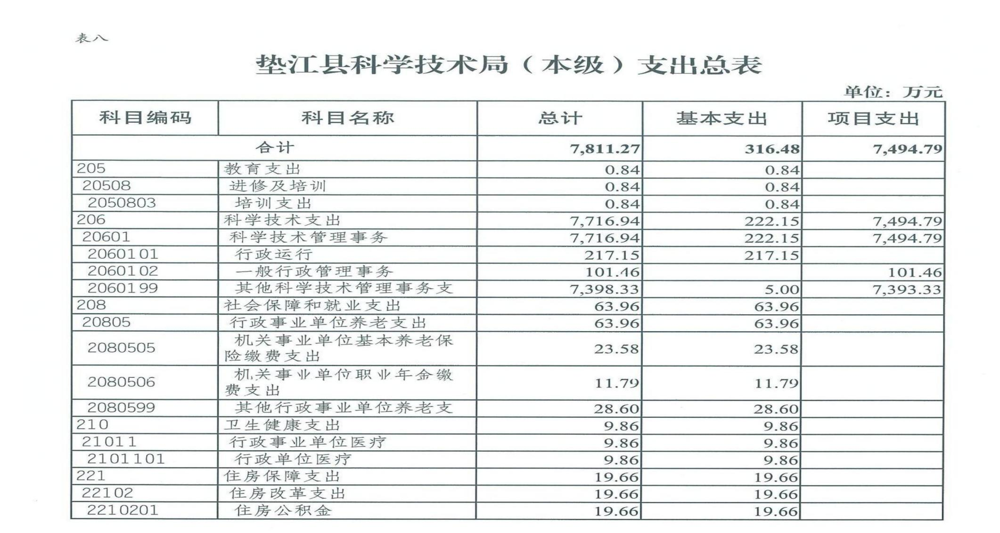 表八
垫江县科学技术局（本级）支出总表
单位：万元
科目编码 科目名称 总计 基本支出 项目支出
合计 7,811.27 316.48 7,494.79
205 教育支出 0.84 0.84
20508 进修及培训 0.84 0.84
2050803 培训支出 0.84 0.84
206 科学技术支出 7,716.94 222.15 7,494.79
20601 科学技术管理事务 7,716.94 222.15 7,494.79
2060101 行政运行 217.15 217.15
2060102 一般行政管理事务 101.46 101.46
2060199 其他科学技术管理事务支 7,398.33 5.00 7,393.33
208 社会保障和就业支出 63.96 63.96
20805 行政事业单位养老支出 63.96 63.96
2080505 机关事业单位基本养老保 23.58 23.58
险缴费支出
2080506 机关事业单位职业年金缴 11.79 11.79
费支出
2080599 其他行政事业单位养老支 28.60 28.60
210 卫生健康支出 9.86 9.86
21011 行政事业单位医疗 9.86 9.86
2101101 行政单位医疗 9.86 9.86
221 住房保障支出 19.66 19.66
22102 住房改革支出 19.66 19.66
2210201 住房公积金 19.66 19.66